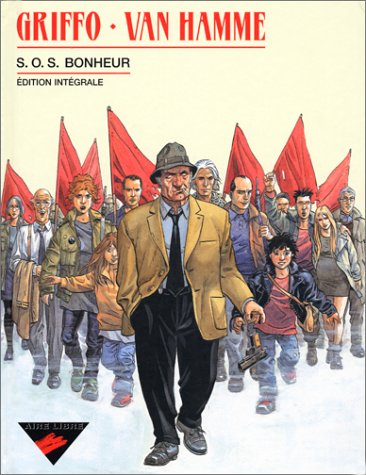 GRIFFO · VAN HAMME
S. O. S. BONHEUR
ÉDITION INTÉGRALE
AIRE LIBRE